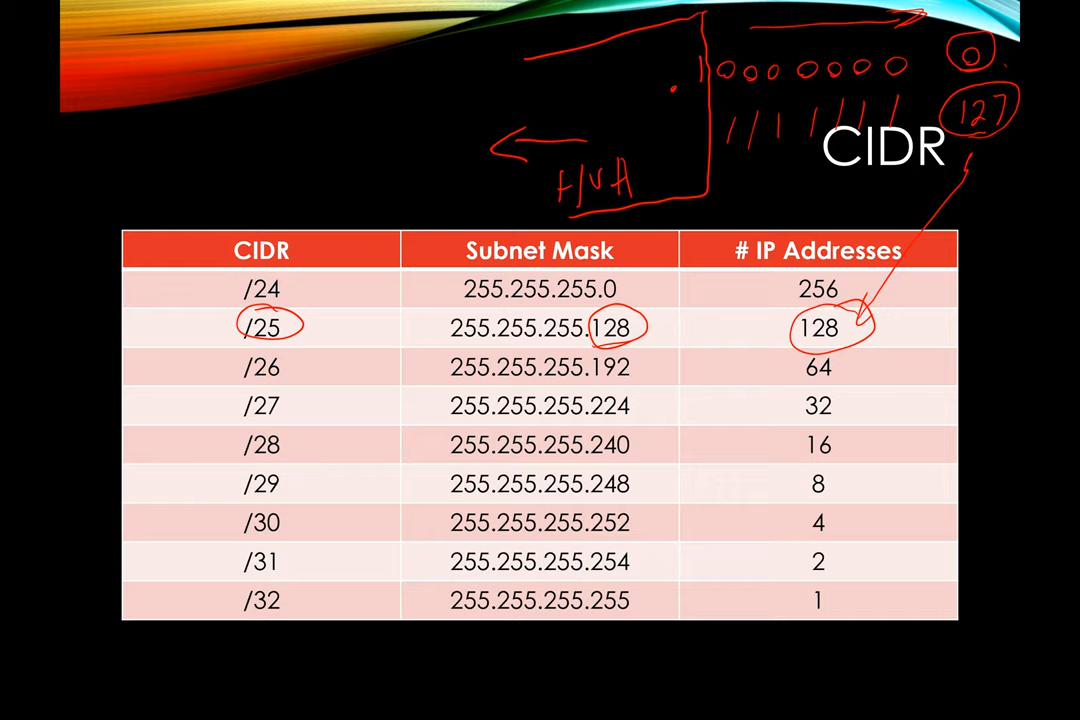 1 0 0 0 0 0 0 0 0
1 1 1 1 1 1 1 127
CIDR
CIDR Subnet Mask # IP Addresses
/24 255.255.255.0 256
/25 255.255.255.128 128
/26 255.255.255.192 64
/27 255.255.255.224 32
/28 255.255.255.240 16
/29 255.255.255.248 8
/30 255.255.255.252 4
/31 255.255.255.254 2
/32 255.255.255.255 1